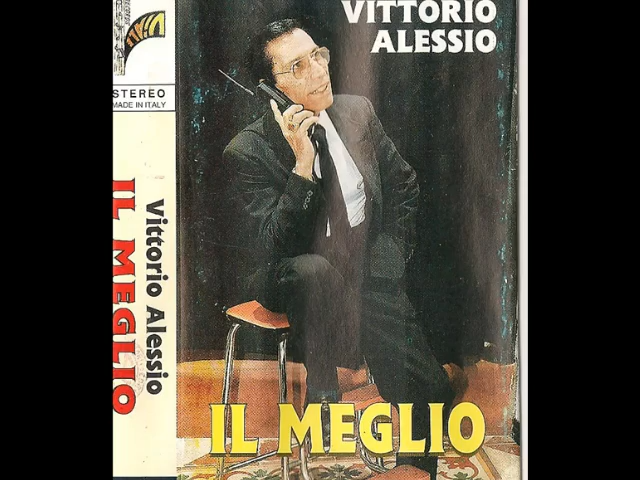 STEREO
MADE IN ITALY
Vittorio Alessio
IL MEGLIO
VITTORIO
ALESSIO
IL MEGLIO